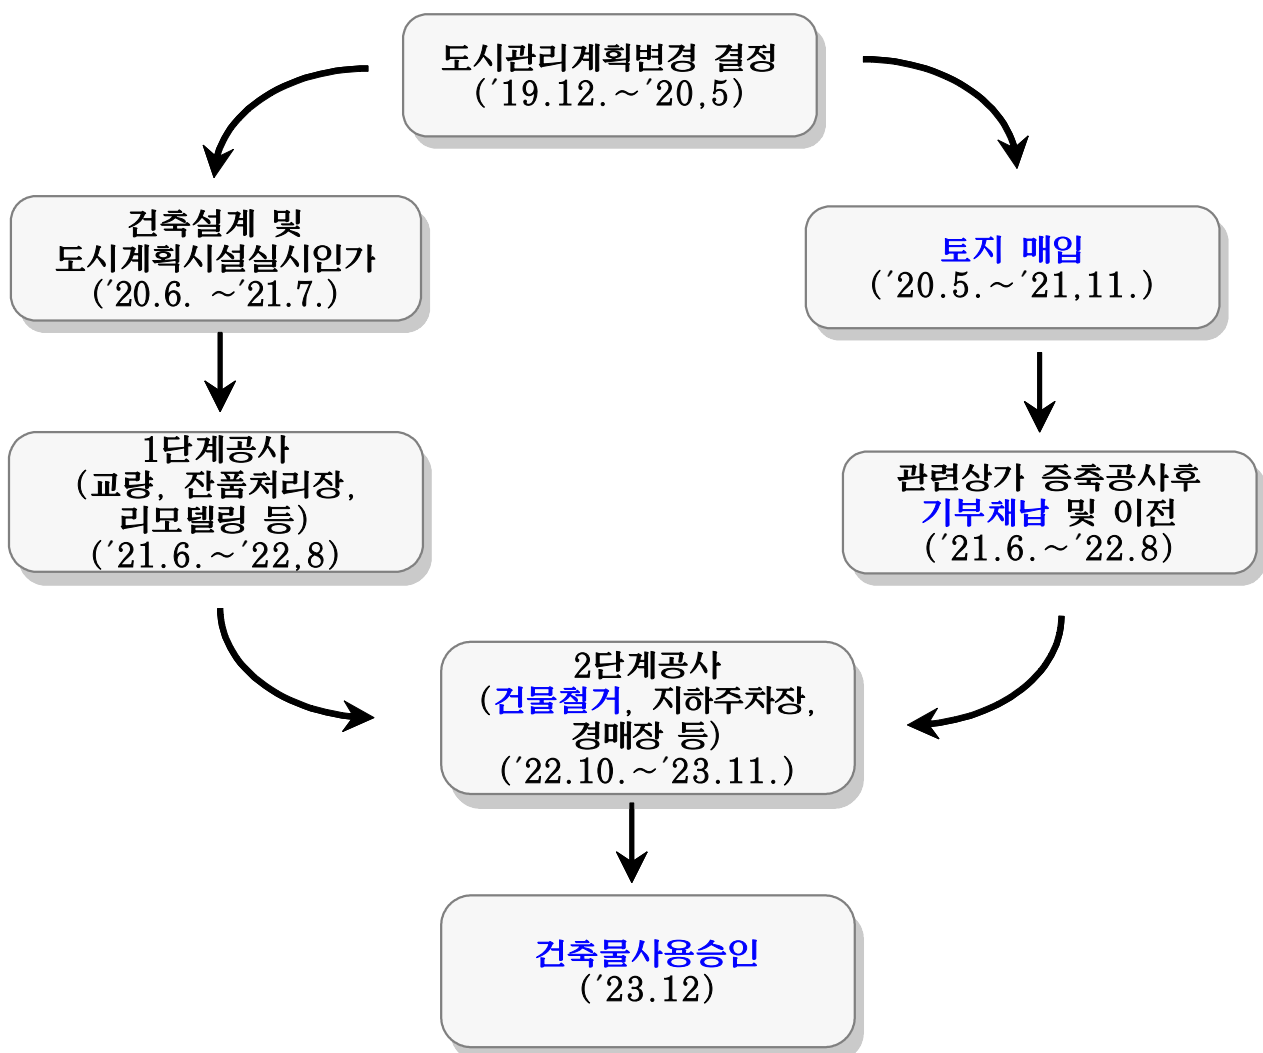 도시관리계획변경 결정
(´19.12.～´20,5)
건축설계 및
도시계획시설실시인가
(´20.6. ～´21.7.)
토지 매입
(´20.5.～´21,11.)
1단계공사
(교량, 잔품처리장,
리모델링 등)
(´21.6.～´22,8)
관련상가 증축공사후
기부채납 및 이전
(´21.6.～´22.8)
2단계공사
(건물철거, 지하주차장,
경매장 등)
(´22.10.～´23.11.)
건축물사용승인
(´23.12)